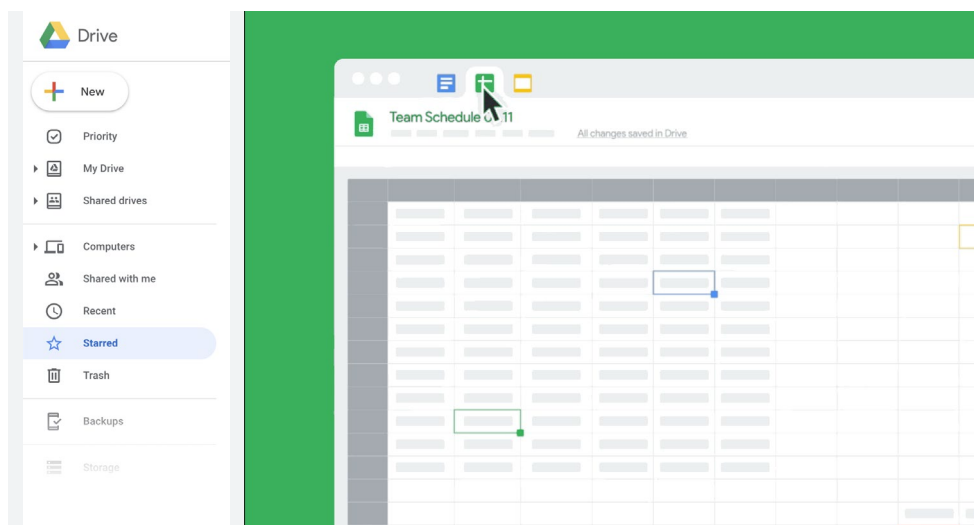 Drive
New
Priority
My Drive
Shared drives
Computers
Shared with me
Recent
Starred
Trash
Backups
Storage
Team Schedule 11
All changes saved in Drive